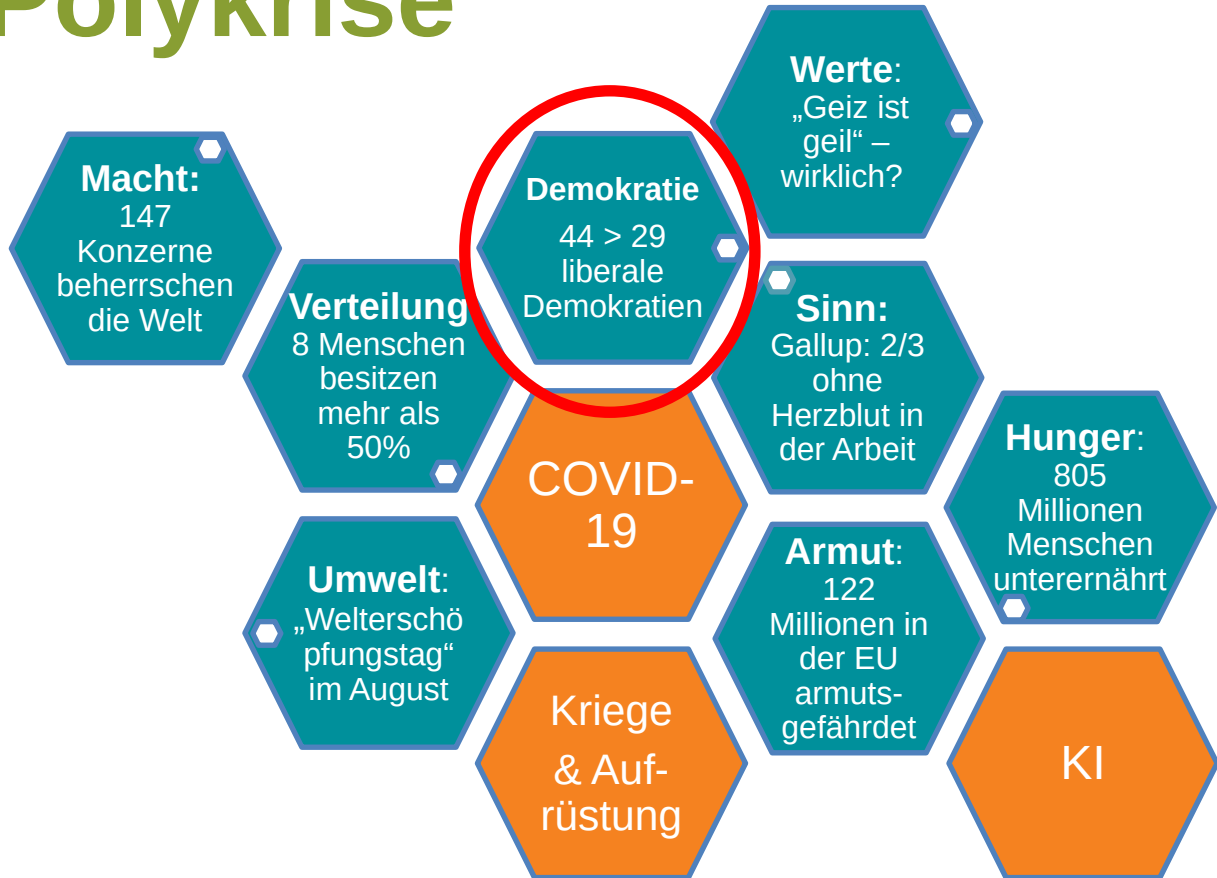 Polykrise
Werte:
„Geiz ist
geil“ –
wirklich?
Macht:
147
Konzerne
beherrschen
die Welt
Demokratie
44 > 29
liberale
Demokratien
Verteilung
8 Menschen
besitzen
mehr als
50%
Sinn:
Gallup: 2/3
ohne
Herzblut in
der Arbeit
COVID-
19
Hunger:
805
Millionen
Menschen
unterernährt
Umwelt:
„Welterschö
pfungstag“
im August
Armut:
122
Millionen in
der EU
armuts-
gefährdet
Kriege
& Auf-
rüstung
KI